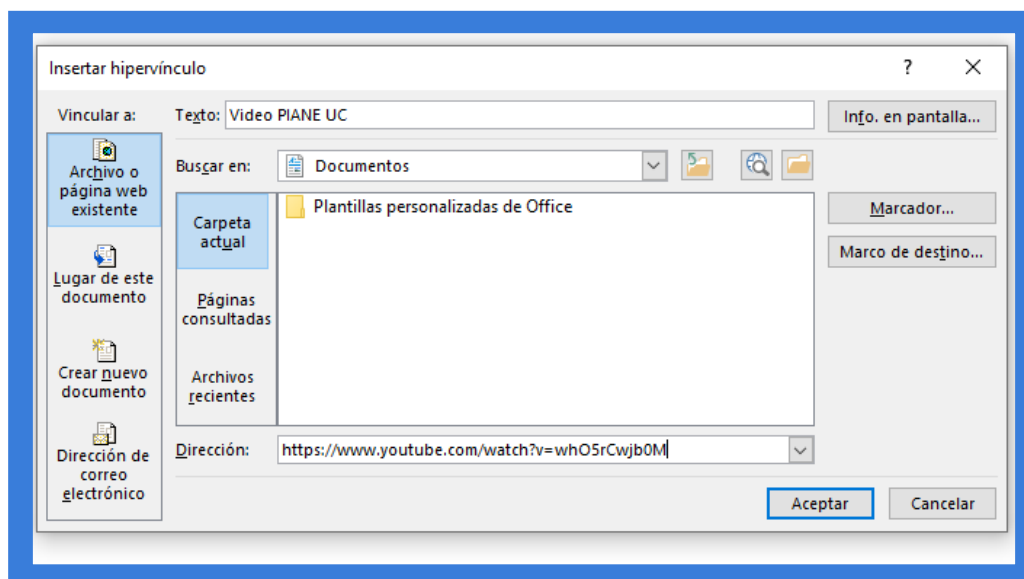 Insertar hipervínculo
?
Vincular a:
Texto: Video PIANE UC
Info. en pantalla...
Archivo o
página web
existente
Buscar en: Documentos
Carpeta
actual
Plantillas personalizadas de Office
Marcador...
Marco de destino...
Lugar de este
documento
Páginas
consultadas
Crear nuevo
documento
Archivos
recientes
Dirección de
correo
electrónico
Dirección: https://www.youtube.com/watch?v=whO5rCwjb0M
Aceptar
Cancelar